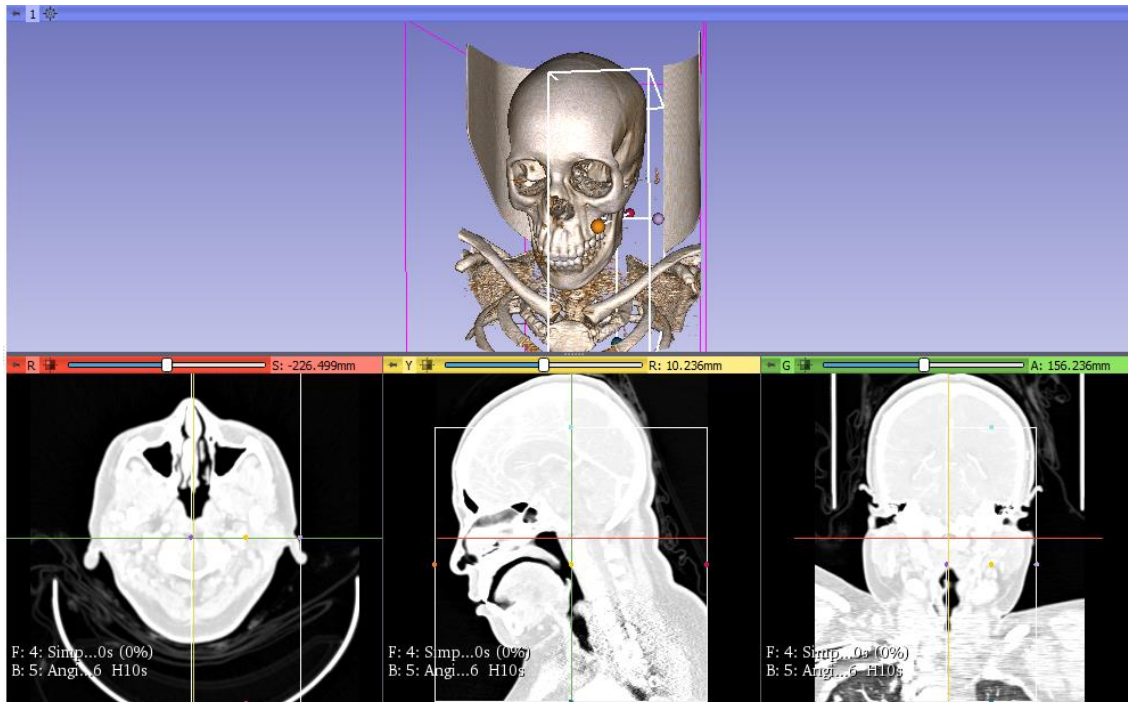 1
R S: -226.499mm
Y R: 10.236mm
G A: 156.236mm
F: 4: Simp...0s (0%)
B: 5: Angi...6 H10s
F: 4: Simp...0s (0%)
B: 5: Angi...6 H10s
F: 4: Simp...0s (0%)
B: 5: Angi...6 H10s